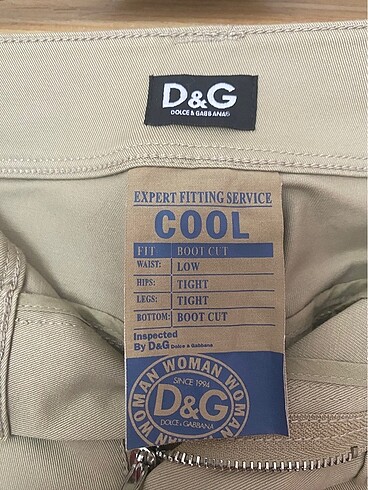 D&G
DOLCE & GABBANA
EXPERT FITTING SERVICE
COOL
FIT BOOT CUT
WAIST: LOW
HIPS: TIGHT
LEGS: TIGHT
BOTTOM: BOOT CUT
Inspected
By D&G Dolce & Gabbana
WOMAN WOMAN WOMAN WOMAN
SINCE 1994
D&G
DOLCE & GABBANA